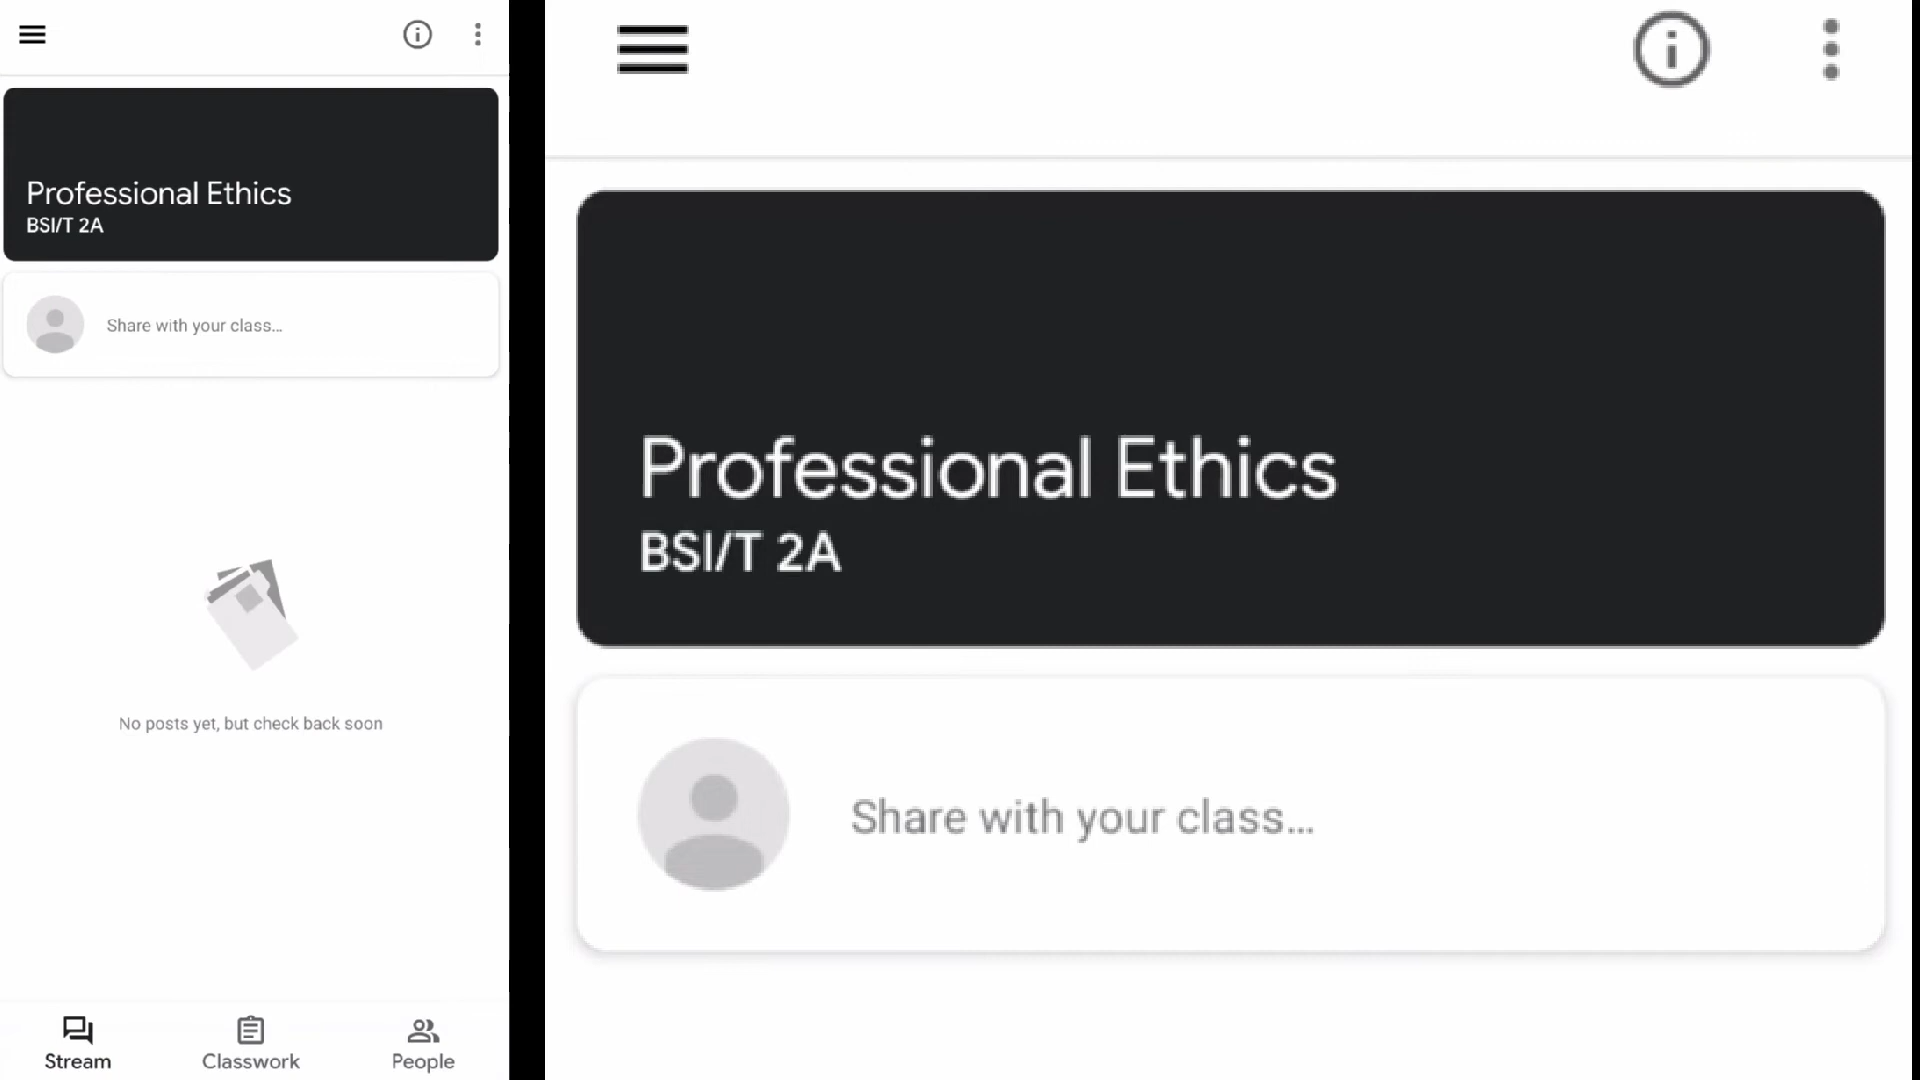 Professional Ethics
BSI/T 2A
Share with your class...
No posts yet, but check back soon
Stream
Classwork
People
Professional Ethics
BSI/T 2A
Share with your class...